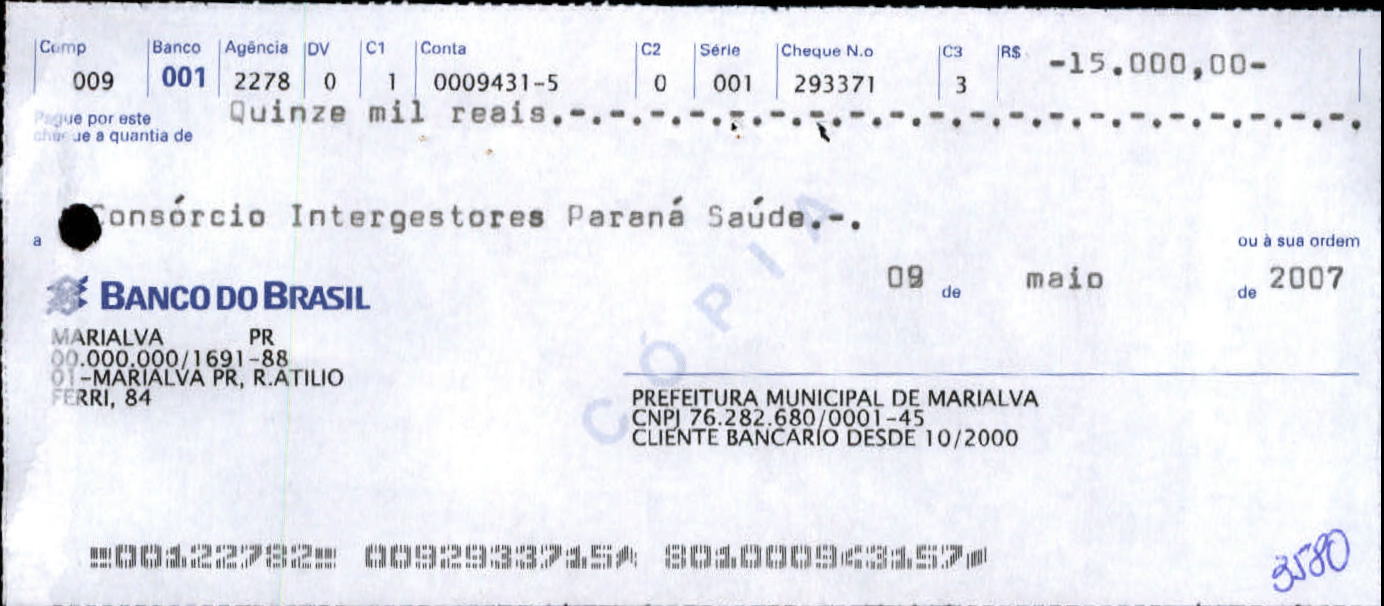 Comp Banco Agência DV C1 Conta C2 Série Cheque N.o C3 R$ -15.000,00-
009 001 2278 0 1 0009431-5 0 001 293371 3
Pague por este Quinze mil reais.-.-.-.-.-.-.-.-.-.-.-.-.-.-.-.-.-.-.-.-.-.-.
cheque a quantia de
Consórcio Intergestores Paraná Saúde.-.
a ou à sua ordem
09 de maio de 2007
BANCO DO BRASIL
MARIALVA PR
00.000.000/1691-88
01-MARIALVA PR, R.ATILIO
FERRI, 84
CÓPIA
PREFEITURA MUNICIPAL DE MARIALVA
CNPJ 76.282.680/0001-45
CLIENTE BANCARIO DESDE 10/2000
00122782 0092933715 801000943157
3580